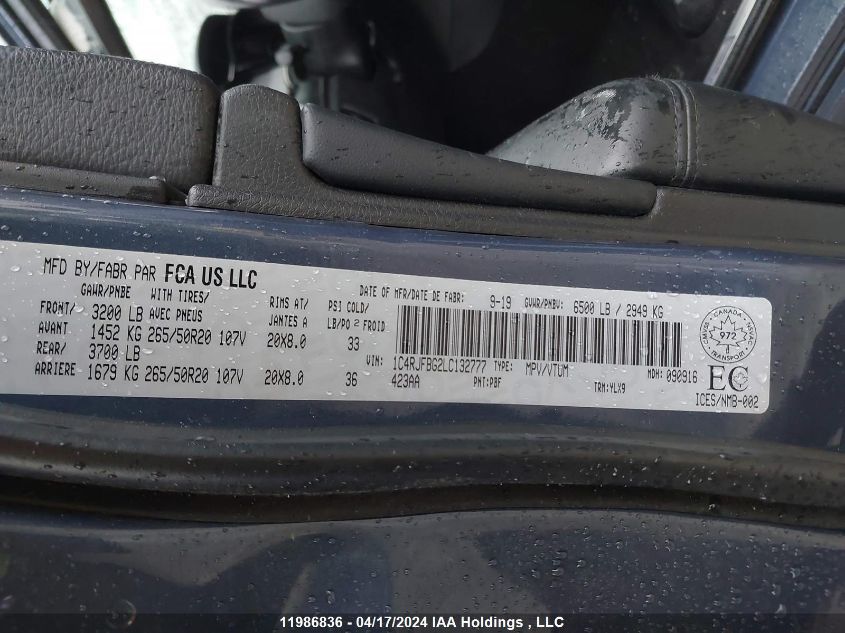 MFD BY/FABR PAR FCA US LLC
DATE OF MFR/DATE DE FABR: 9-19 GVWR/PNBV: 6500 LB / 2949 KG
GAWR/PNBE WITH TIRES/ RIMS AT/ PSI COLD/
FRONT/ 3200 LB AVEC PNEUS JANTES A LB/PO 2 FROID
AVANT 1452 KG 265/50R20 107V 20X8.0 33
REAR/ 3700 LB
ARRIERE 1679 KG 265/50R20 107V 20X8.0 36
VIN: 1C4RJFBG2LC132777 TYPE: MPV/VTUM MDH: 090916
423AA PNT:PBF TRM:YLX9
CANADA
972
EC
ICES/NMB-002
11986836 - 04/17/2024 IAA Holdings , LLC